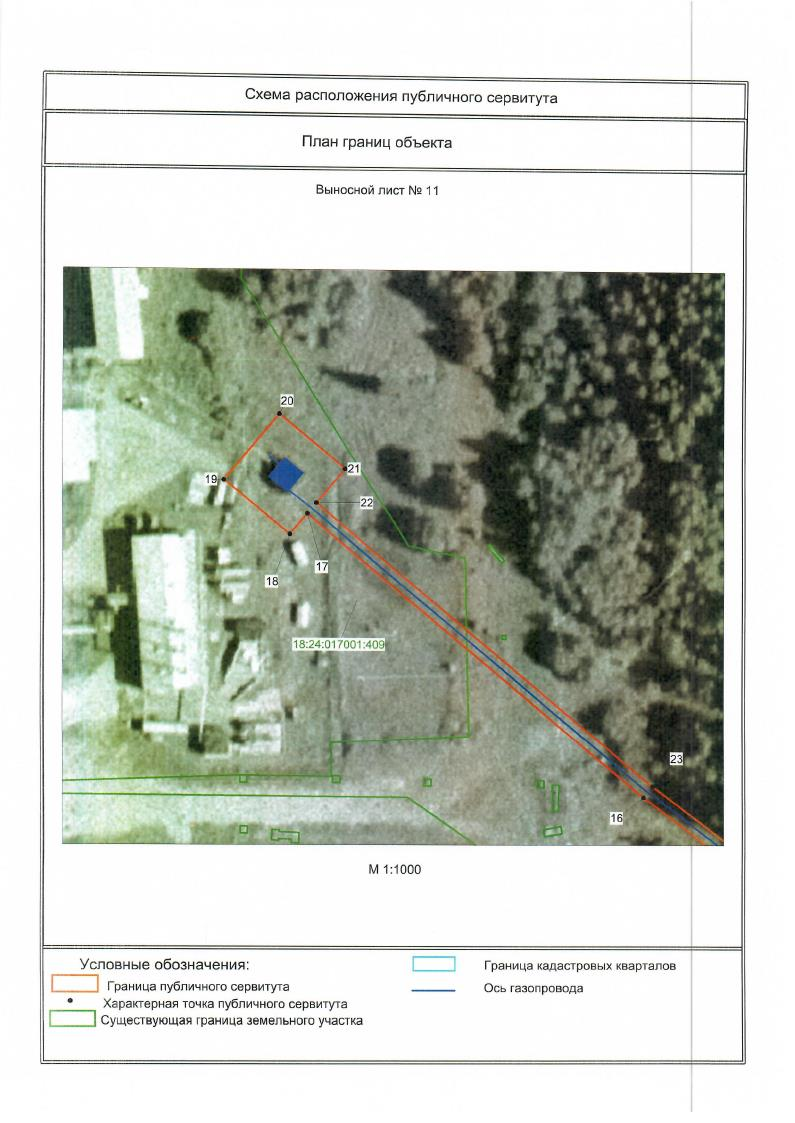 Схема расположения публичного сервитута
План границ объекта
Выносной лист № 11
20
19
21
22
17
18
18:24:017001:409
23
16
М 1:1000
Условные обозначения:
Граница публичного сервитута
Характерная точка публичного сервитута
Существующая граница земельного участка
Граница кадастровых кварталов
Ось газопровода